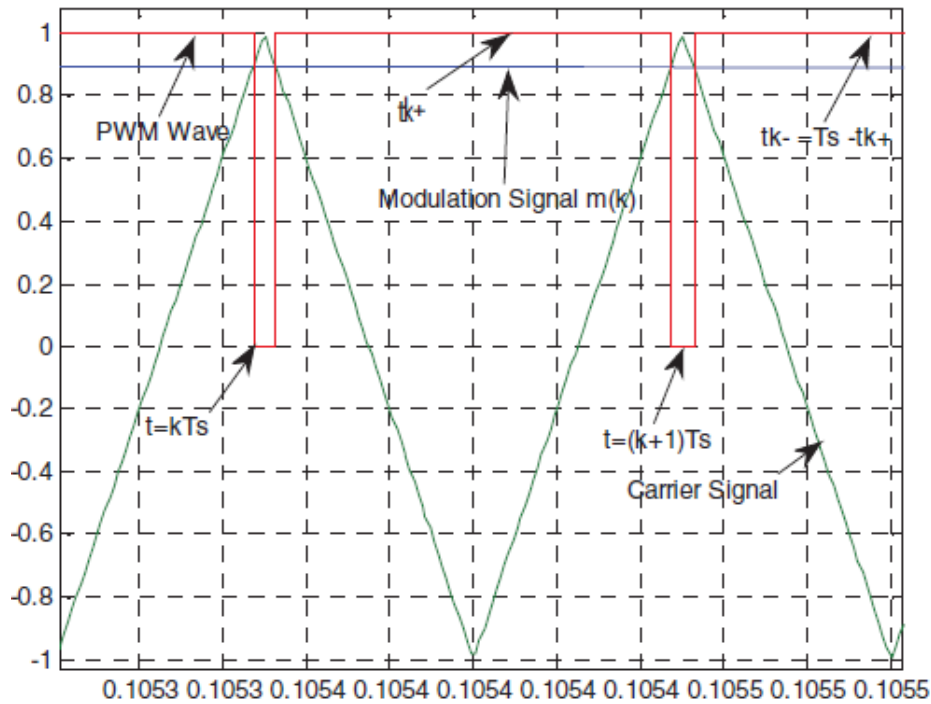 1
0.8
0.6
0.4
0.2
0
-0.2
-0.4
-0.6
-0.8
-1
PWM Wave
tk+
tk- =Ts -tk+
Modulation Signal m(k)
t=kTs
t=(k+1)Ts
Carrier Signal
0.1053 0.1053 0.1054 0.1054 0.1054 0.1054 0.1054 0.1055 0.1055 0.1055